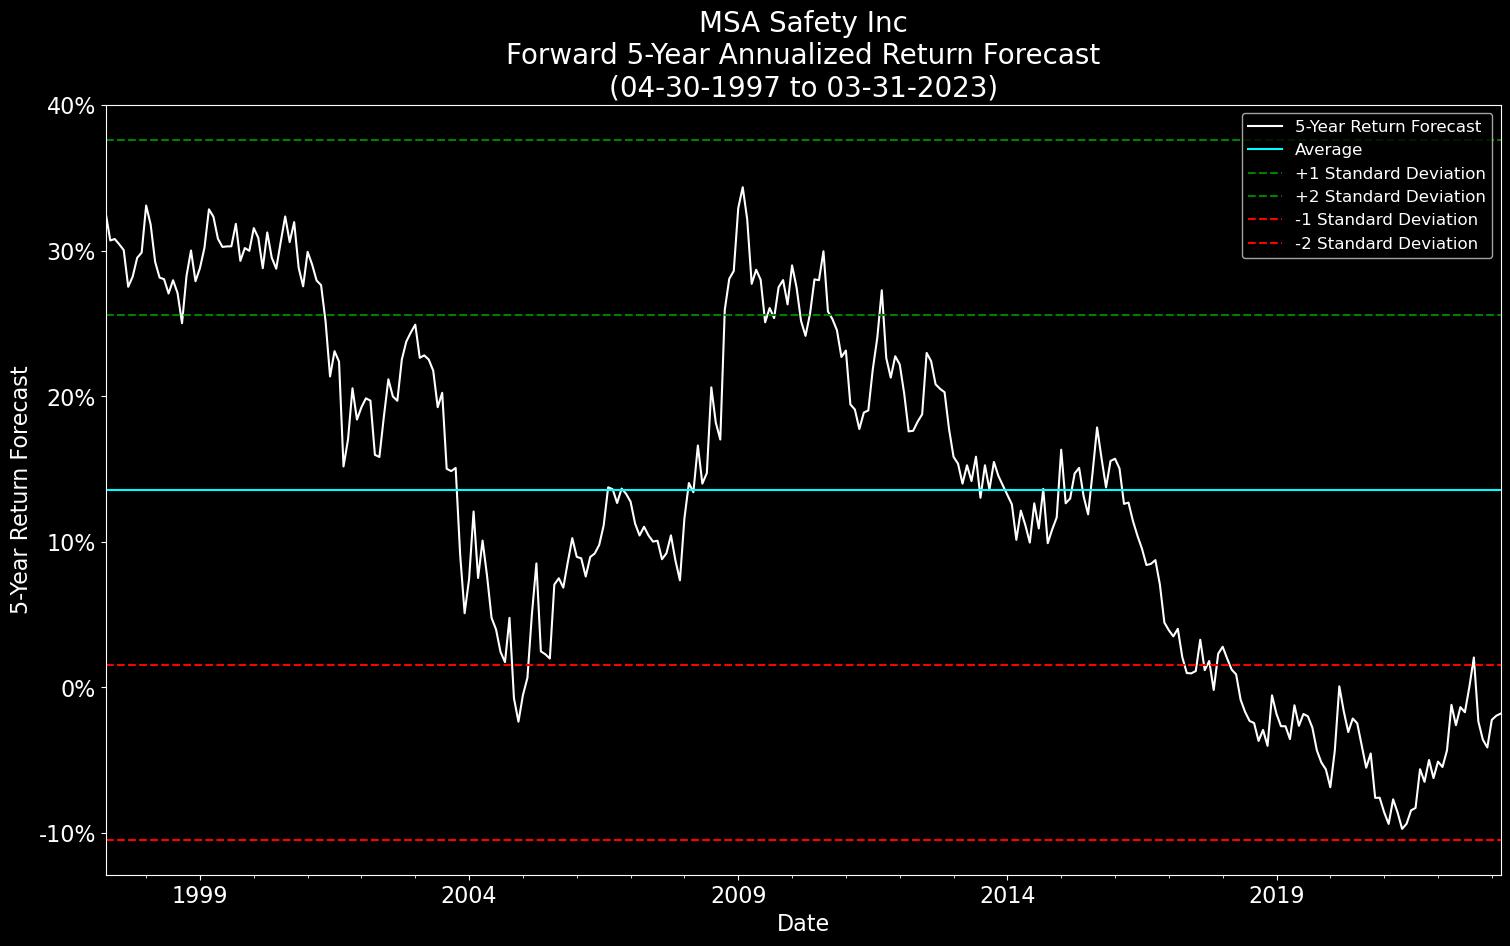 MSA Safety Inc
Forward 5-Year Annualized Return Forecast
(04-30-1997 to 03-31-2023)
5-Year Return Forecast
40%
30%
20%
10%
0%
-10%
5-Year Return Forecast
Average
+1 Standard Deviation
+2 Standard Deviation
-1 Standard Deviation
-2 Standard Deviation
1999 2004 2009 2014 2019
Date